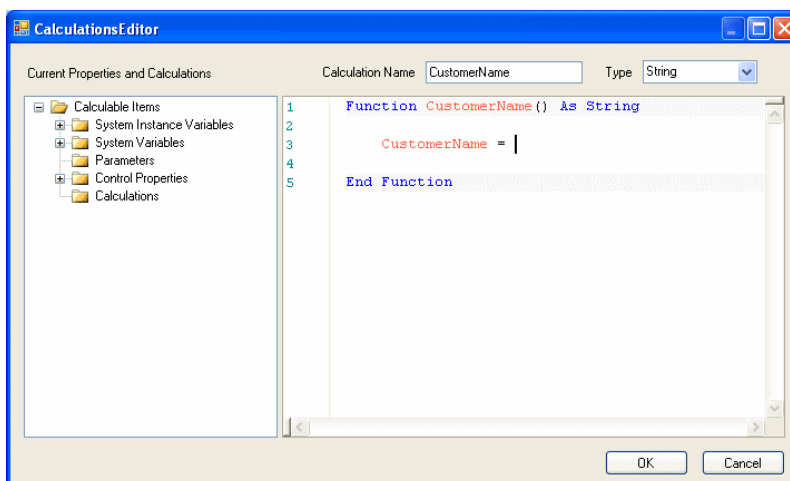 CalculationsEditor
Current Properties and Calculations
Calculation Name CustomerName Type String
Calculable Items
System Instance Variables
System Variables
Parameters
Control Properties
Calculations
1 Function CustomerName() As String
2
3 CustomerName =
4
5 End Function
OK Cancel